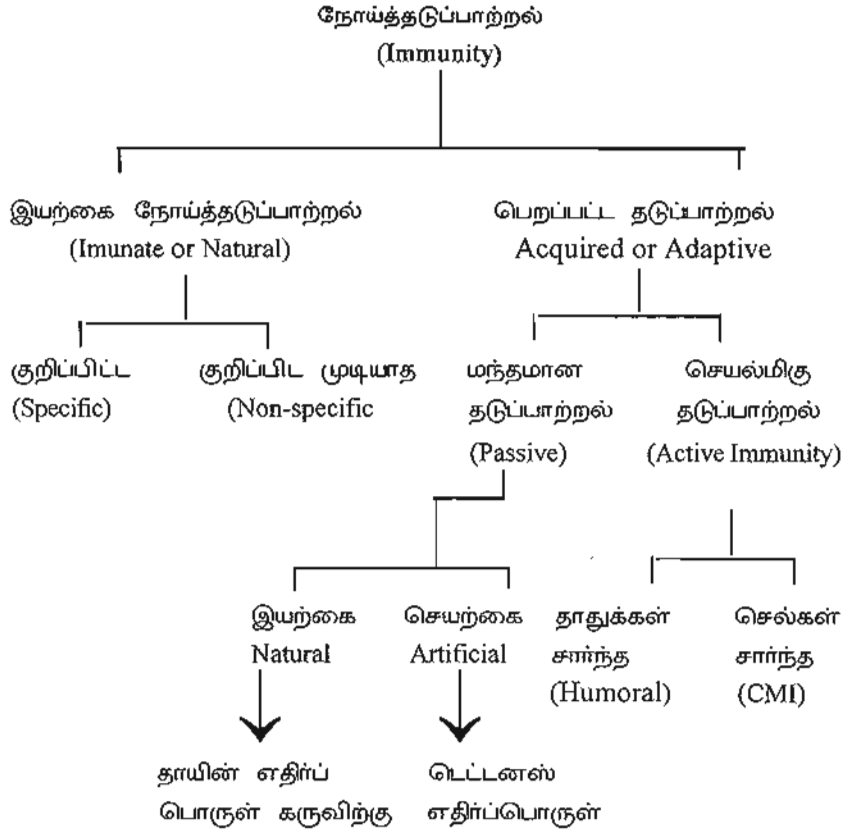 நோய்த்தடுப்பாற்றல்
(Immunity)
இயற்கை நோய்த்தடுப்பாற்றல்
(Imunate or Natural)
பெறப்பட்ட தடுப்பாற்றல்
Acquired or Adaptive
குறிப்பிட்ட
(Specific)
குறிப்பிட முடியாத
(Non-specific
மந்தமான
தடுப்பாற்றல்
(Passive)
செயல்மிகு
தடுப்பாற்றல்
(Active Immunity)
இயற்கை
Natural
செயற்கை
Artificial
தாதுக்கள்
சார்ந்த
(Humoral)
செல்கள்
சார்ந்த
(CMI)
தாயின் எதிர்ப்
பொருள் கருவிற்கு
டெட்டனஸ்
எதிர்ப்பொருள்